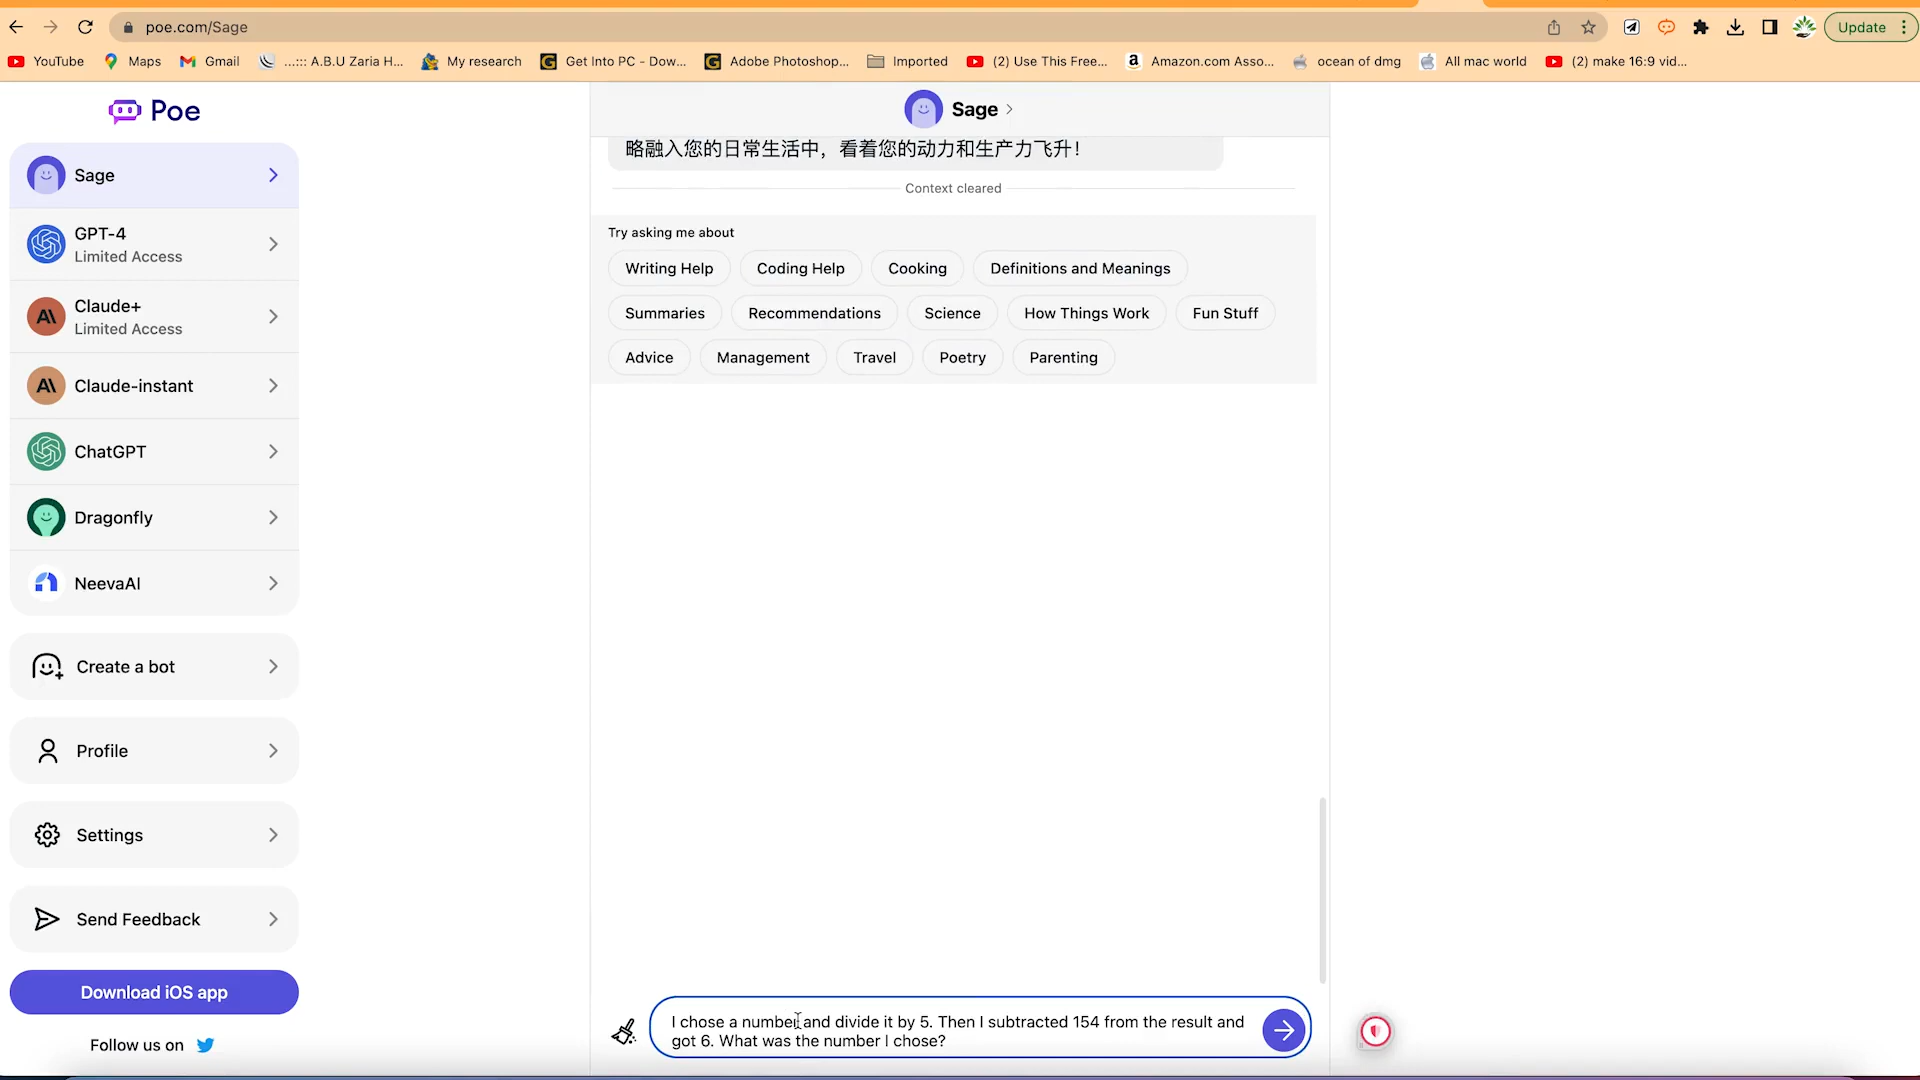 poe.com/Sage
Update
YouTube
Maps
Gmail
...::: A.B.U Zaria H...
My research
Get Into PC - Dow...
Adobe Photoshop...
Imported
(2) Use This Free...
Amazon.com Asso...
ocean of dmg
All mac world
(2) make 16:9 vid...
Poe
Sage
GPT-4
Limited Access
Claude+
Limited Access
Claude-instant
ChatGPT
Dragonfly
NeevaAI
Create a bot
Profile
Settings
Send Feedback
Download iOS app
Follow us on
Sage
略融入您的日常生活中，看着您的动力和生产力飞升！
Context cleared
Try asking me about
Writing Help
Coding Help
Cooking
Definitions and Meanings
Summaries
Recommendations
Science
How Things Work
Fun Stuff
Advice
Management
Travel
Poetry
Parenting
I chose a number and divide it by 5. Then I subtracted 154 from the result and
got 6. What was the number I chose?